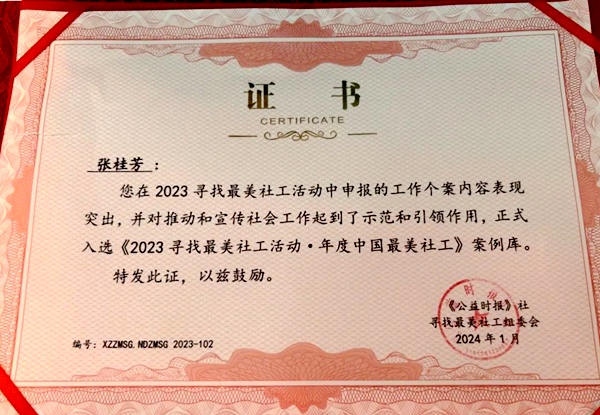 证 书
CERTIFICATE
张桂芳：
您在2023寻找最美社工活动中申报的工作个案内容表现
突出，并对推动和宣传社会工作起到了示范和引领作用，正式
入选《2023寻找最美社工活动·年度中国最美社工》案例库。
特发此证，以兹鼓励。
《公益时报》社
寻找最美社工组委会
2024年1月
编号：XZZMSG.NDZMSG 2023-102